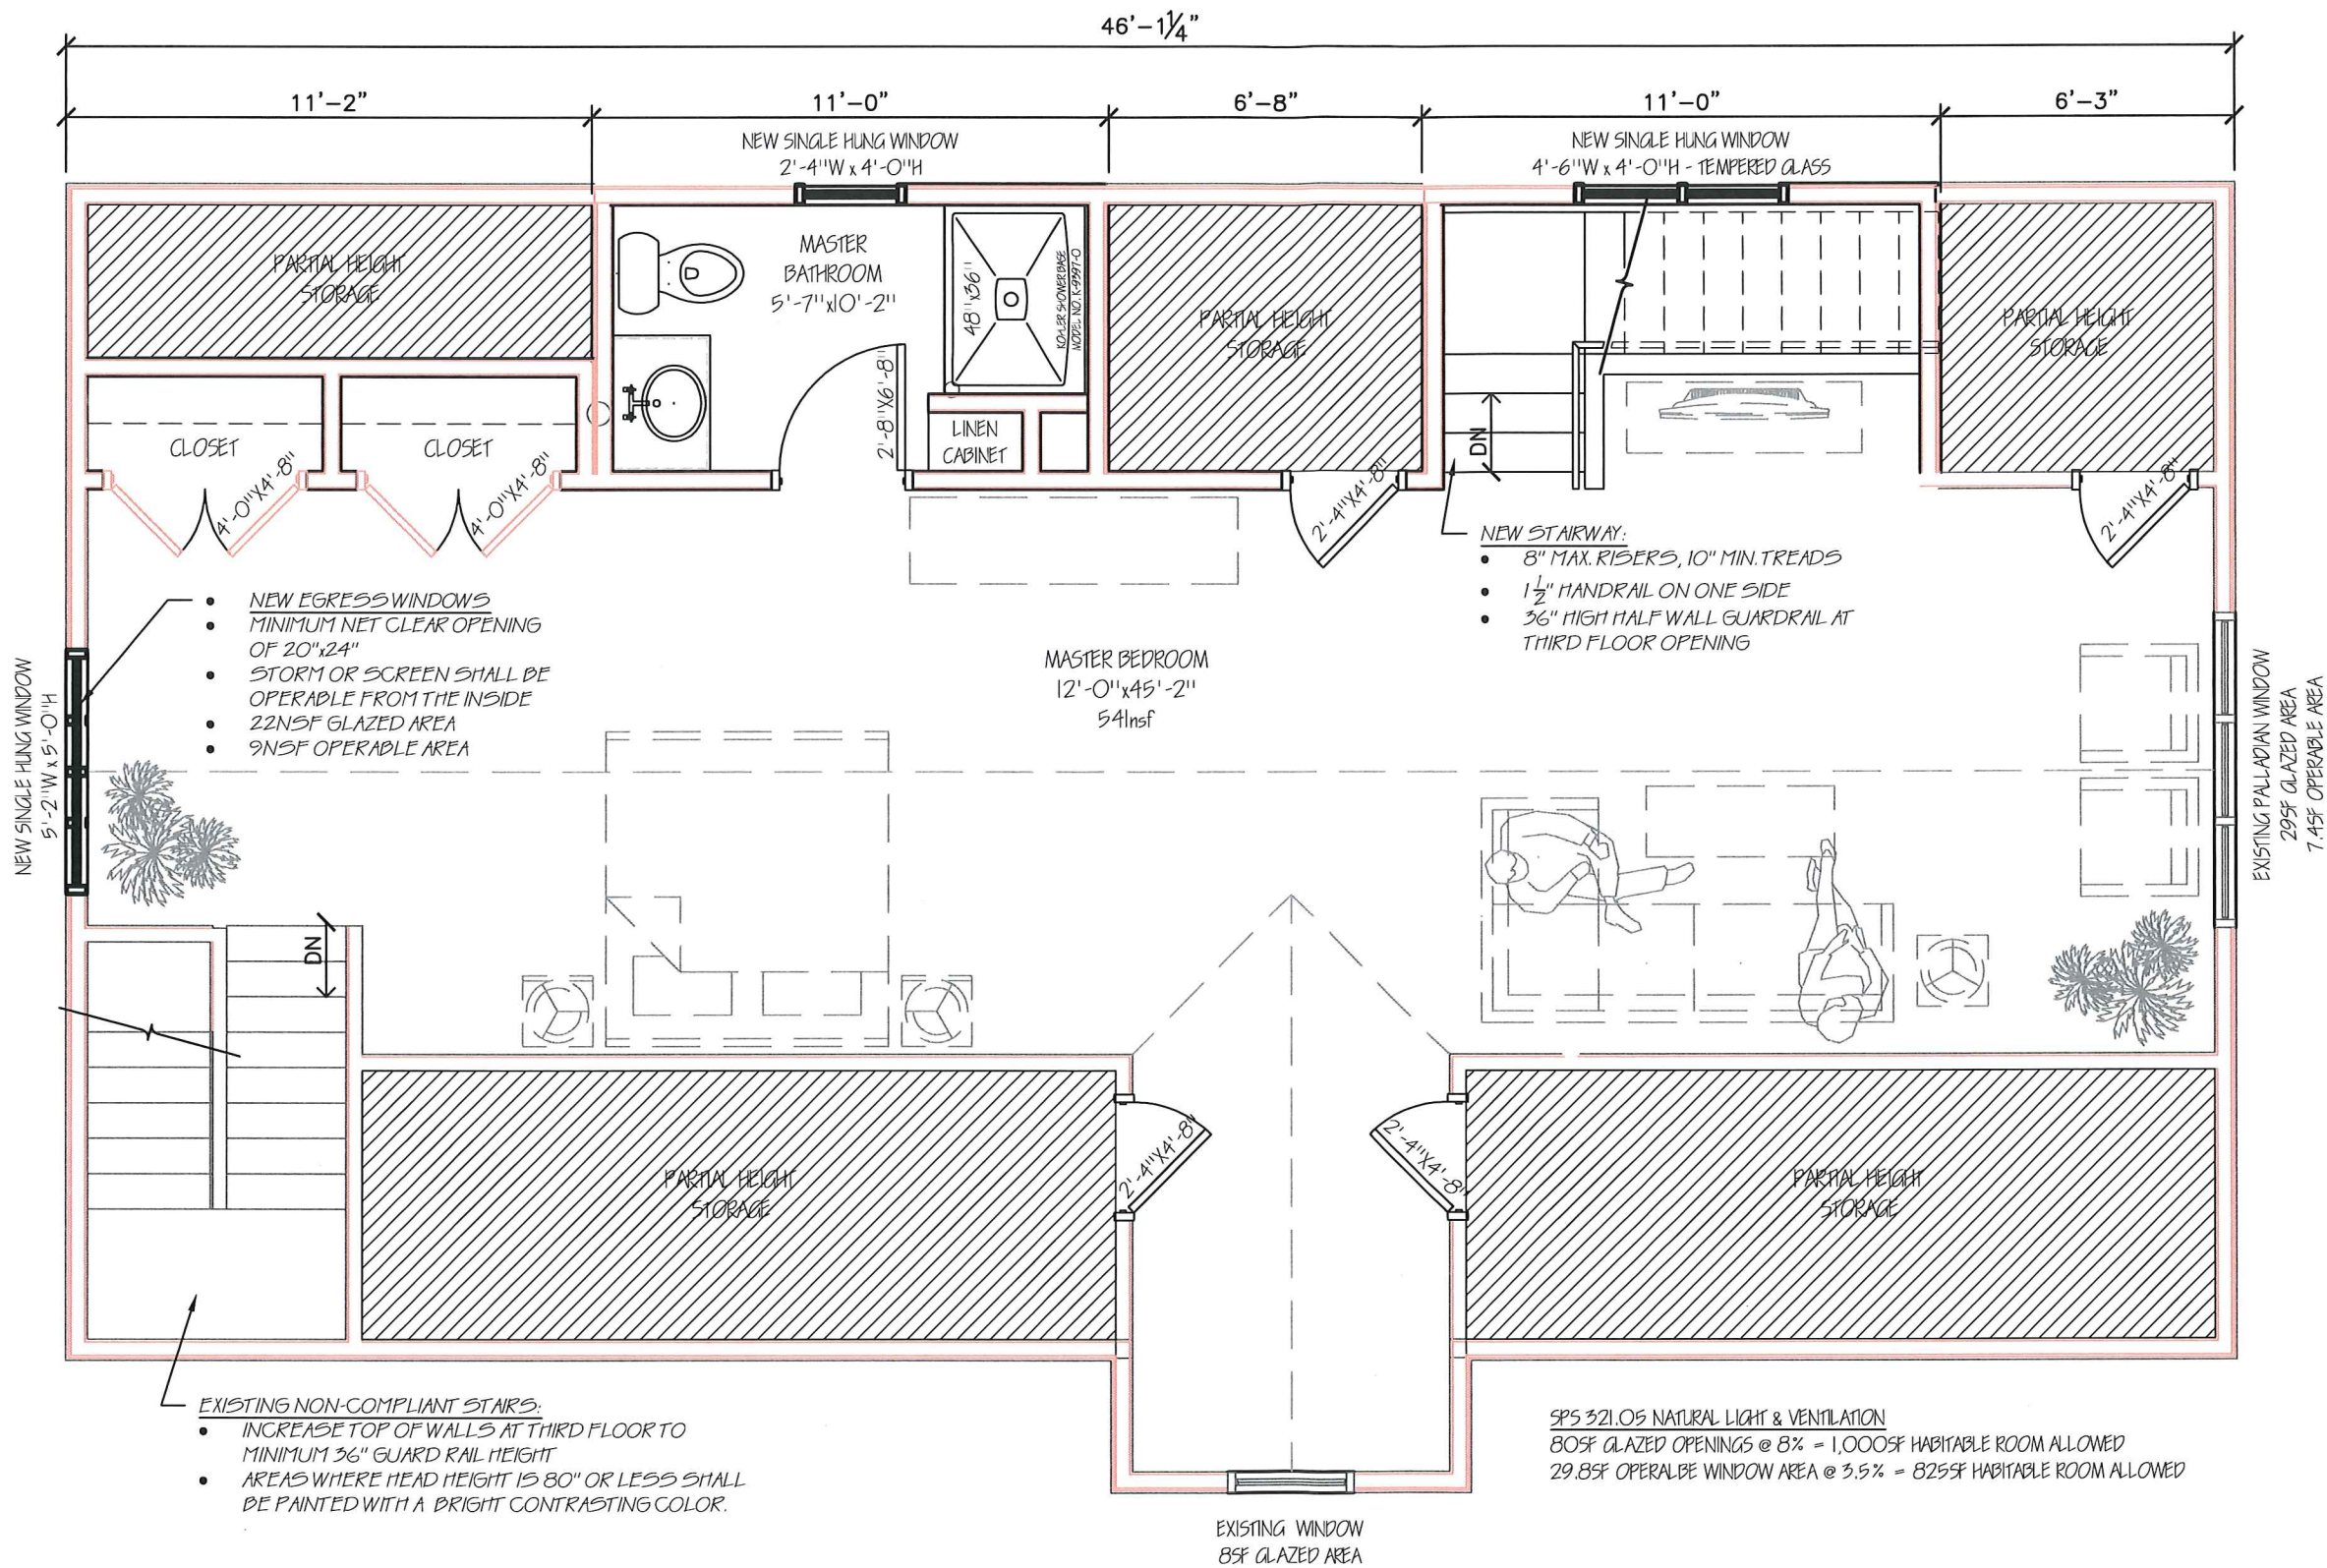 46'-1¼"
11'-2"
11'-0"
6'-8"
11'-0"
6'-3"
NEW SINGLE HUNG WINDOW
2'-4"W x 4'-0"H
NEW SINGLE HUNG WINDOW
4'-6"W x 4'-0"H - TEMPERED GLASS
PARTIAL HEIGHT
STORAGE
MASTER
BATHROOM
5'-7"x10'-2"
48"x36"
KOHLER SHOWER BASE
MODEL NO. K-9397-0
PARTIAL HEIGHT
STORAGE
PARTIAL HEIGHT
STORAGE
CLOSET
4'-0"X4'-8"
CLOSET
4'-0"X4'-8"
2'-8"X6'-8"
LINEN
CABINET
2'-4"X4'-8"
DN
2'-4"X4'-8"
NEW STAIRWAY:
• 8" MAX. RISERS, 10" MIN. TREADS
• 1½" HANDRAIL ON ONE SIDE
• 36" HIGH HALF WALL GUARDRAIL AT
THIRD FLOOR OPENING
• NEW EGRESS WINDOWS
• MINIMUM NET CLEAR OPENING
OF 20"x24"
• STORM OR SCREEN SHALL BE
OPERABLE FROM THE INSIDE
• 22NSF GLAZED AREA
• 9NSF OPERABLE AREA
MASTER BEDROOM
12'-0"x45'-2"
541nsf
NEW SINGLE HUNG WINDOW
5'-2"W x 5'-0"H
EXISTING PALLADIAN WINDOW
29SF GLAZED AREA
7.4SF OPERABLE AREA
DN
PARTIAL HEIGHT
STORAGE
2'-4"X4'-8"
2'-4"X4'-8"
PARTIAL HEIGHT
STORAGE
EXISTING NON-COMPLIANT STAIRS:
• INCREASE TOP OF WALLS AT THIRD FLOOR TO
MINIMUM 36" GUARD RAIL HEIGHT
• AREAS WHERE HEAD HEIGHT IS 80" OR LESS SHALL
BE PAINTED WITH A BRIGHT CONTRASTING COLOR.
SPS 321.05 NATURAL LIGHT & VENTILATION
80SF GLAZED OPENINGS @ 8% = 1,000SF HABITABLE ROOM ALLOWED
29.8SF OPERALBE WINDOW AREA @ 3.5% = 825SF HABITABLE ROOM ALLOWED
EXISTING WINDOW
8SF GLAZED AREA